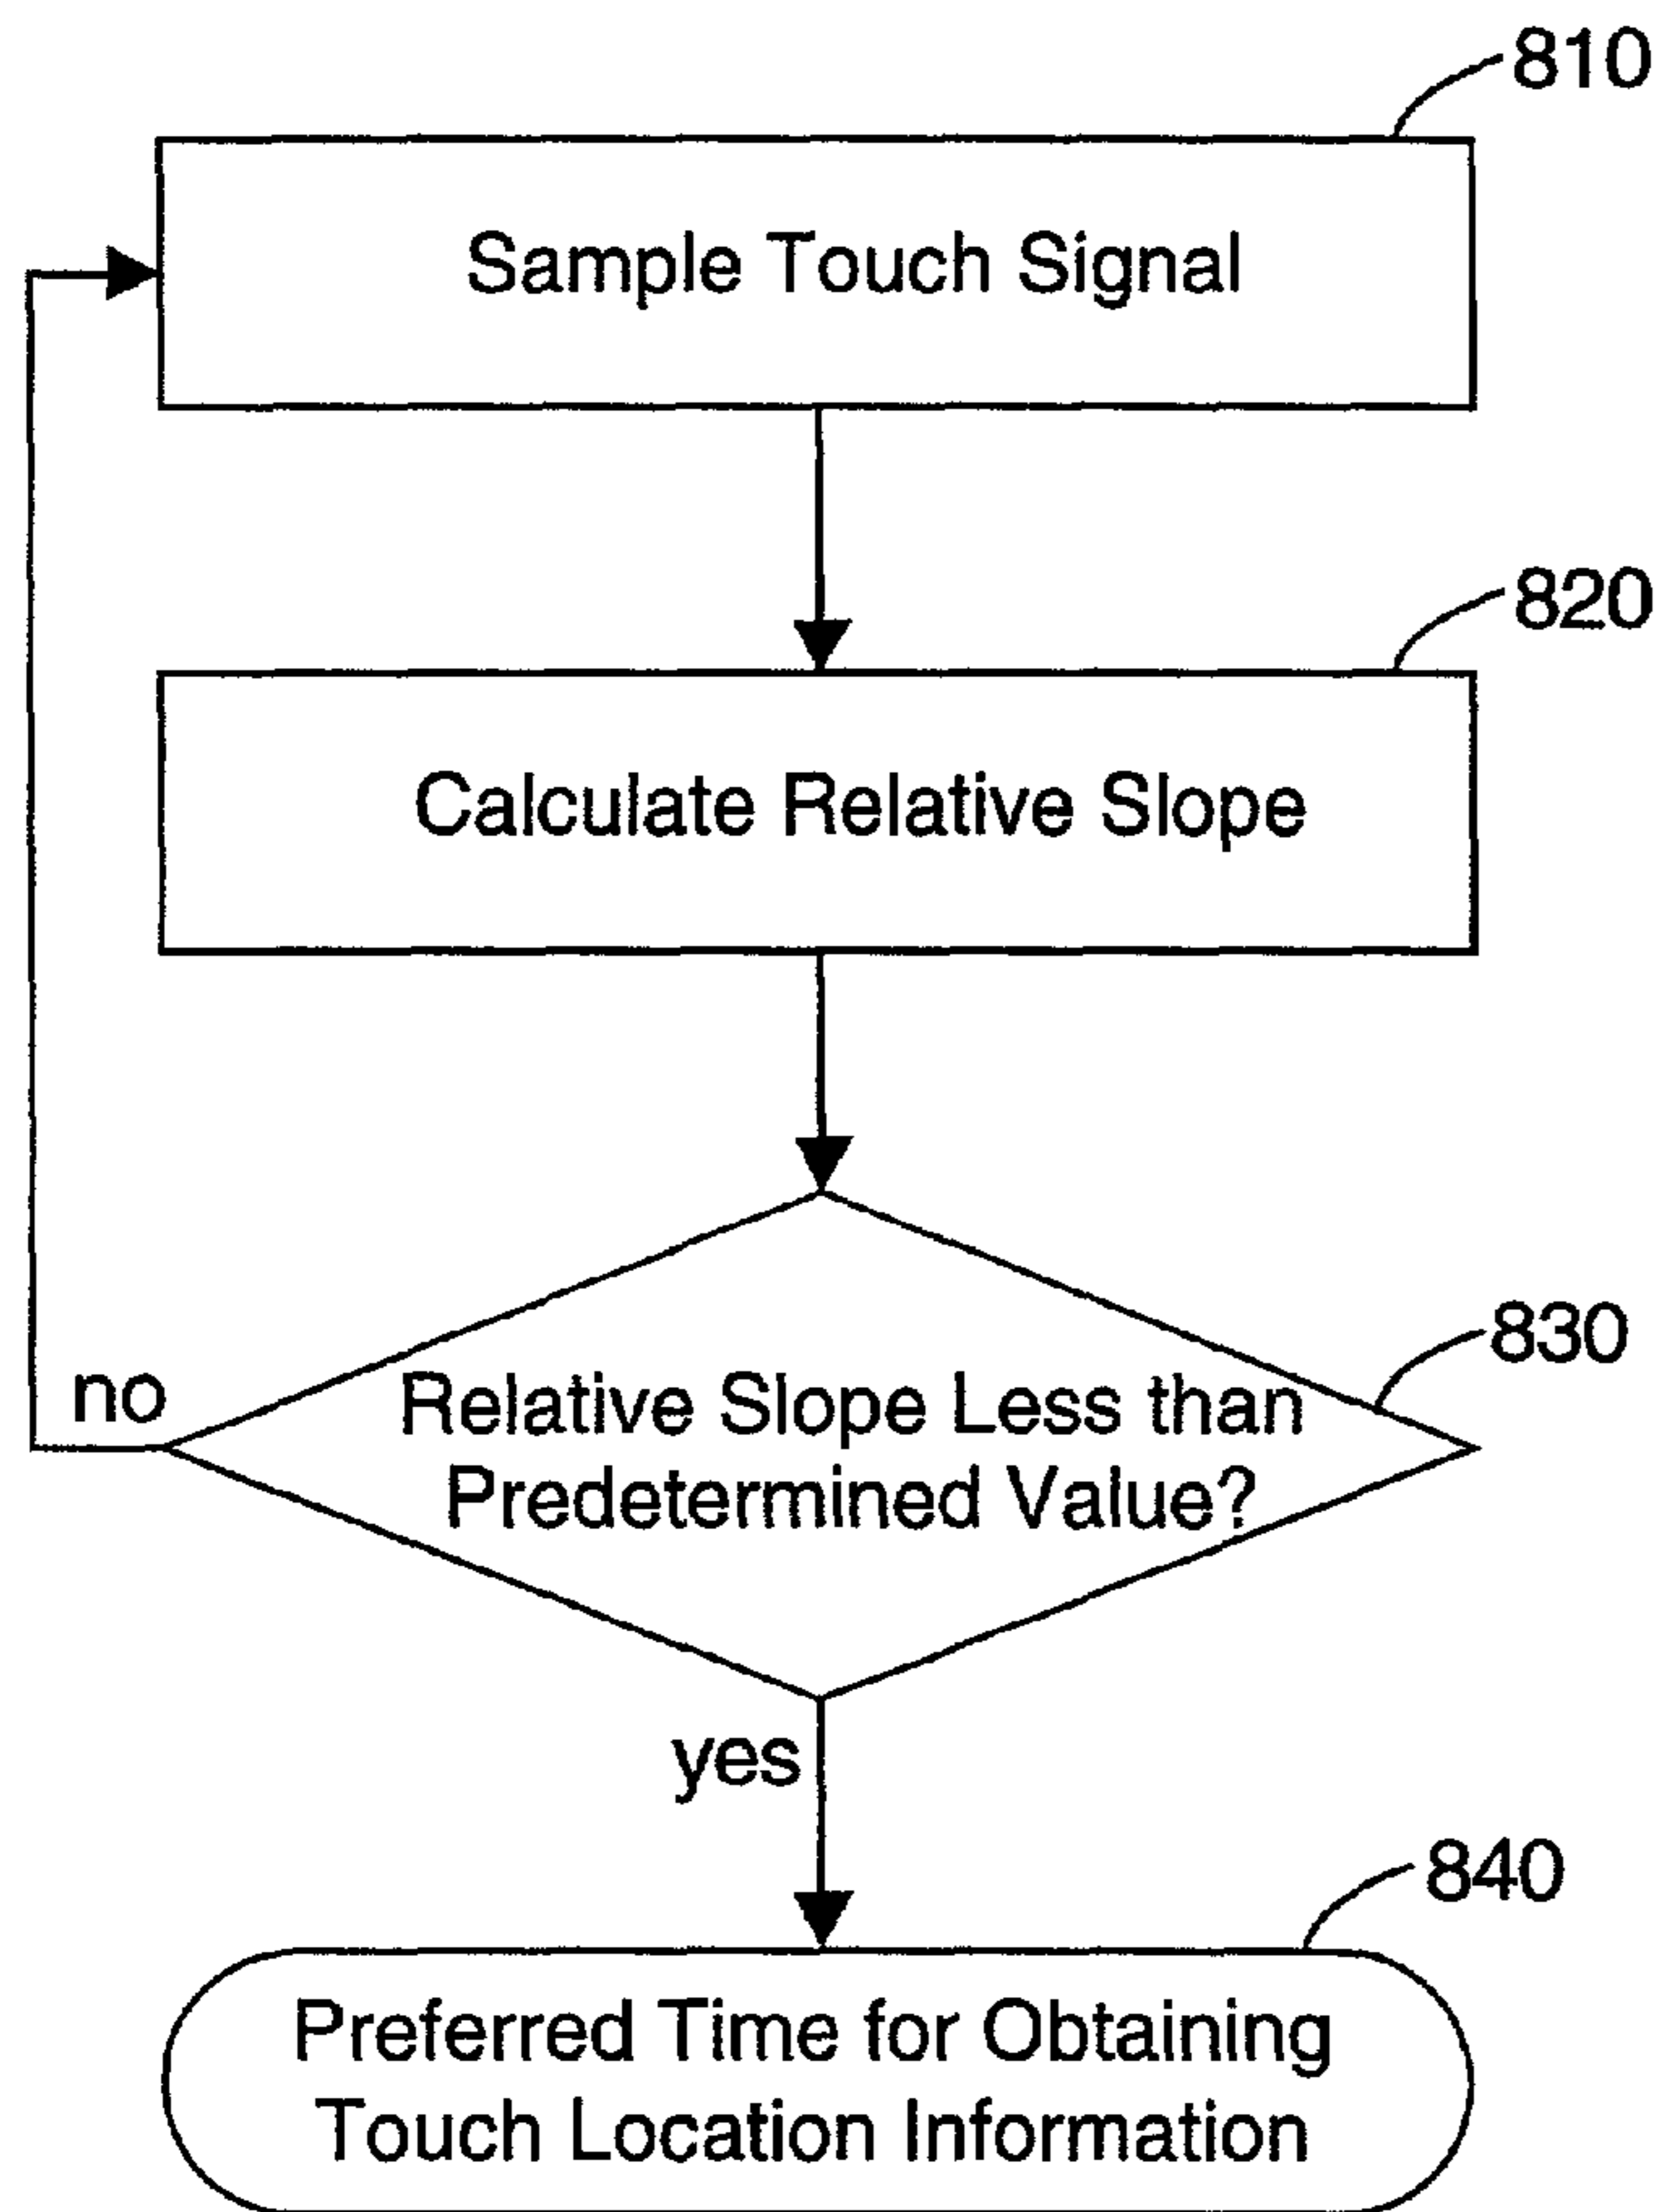 810
Sample Touch Signal
820
Calculate Relative Slope
830
no
Relative Slope Less than
Predetermined Value?
yes
840
Preferred Time for Obtaining
Touch Location Information